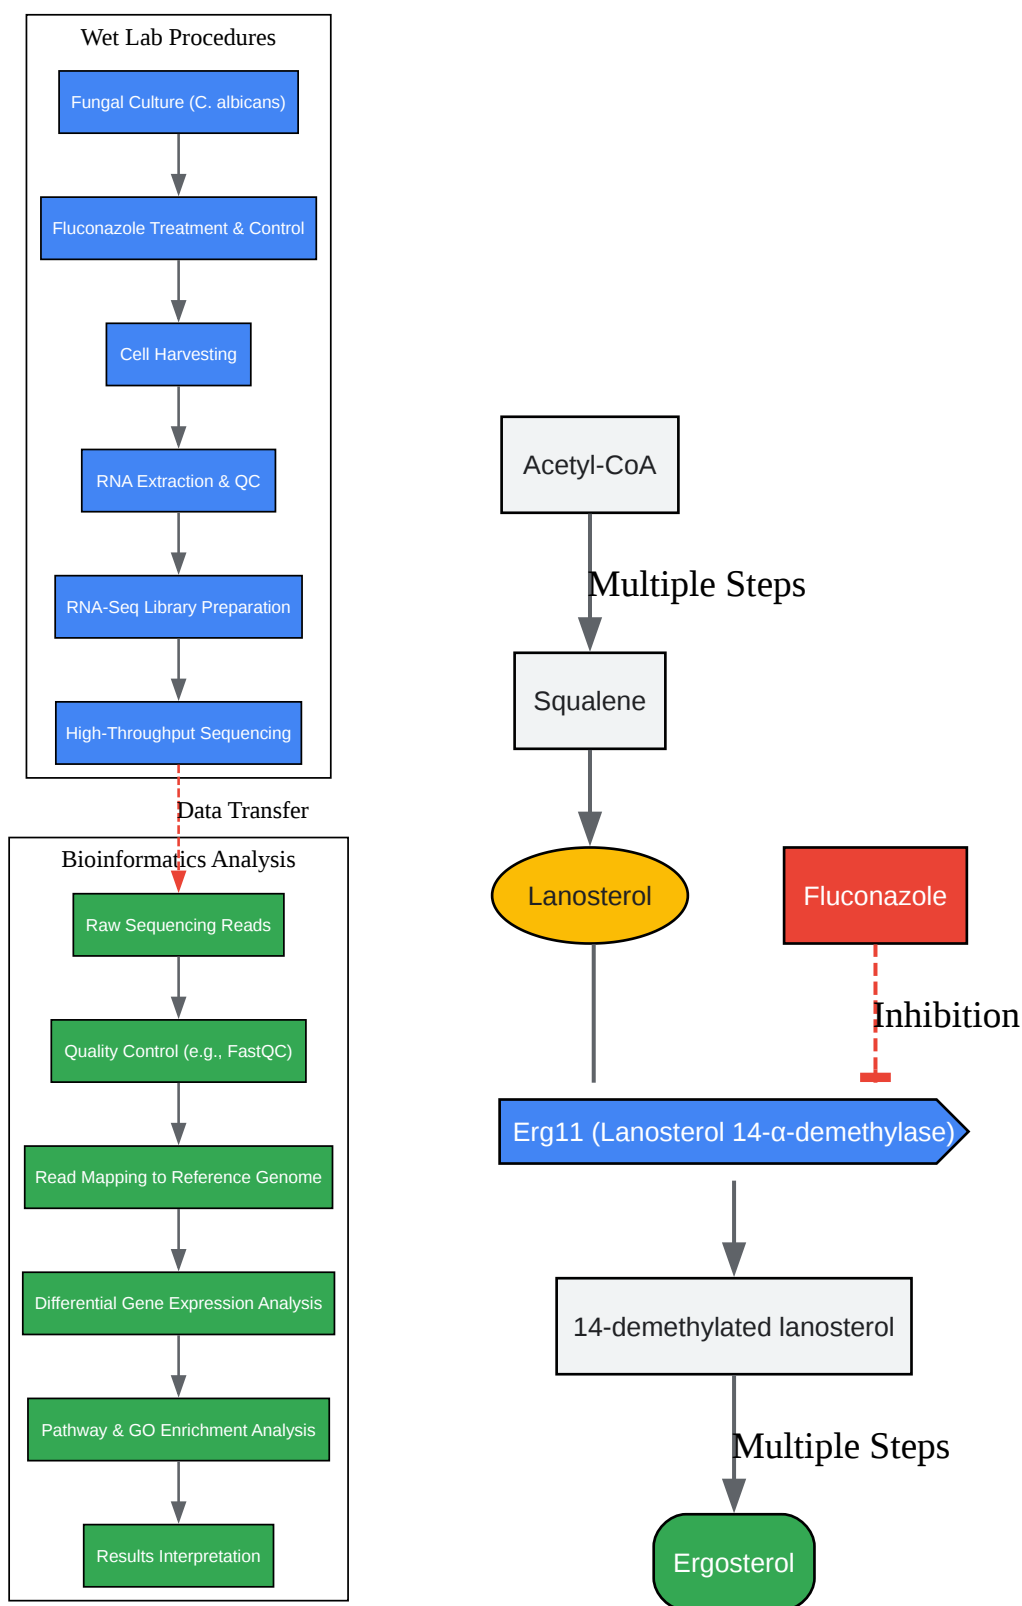 Wet Lab Procedures
Fungal Culture (C. albicans)
Fluconazole Treatment & Control
Cell Harvesting
RNA Extraction & QC
RNA-Seq Library Preparation
High-Throughput Sequencing
Data Transfer
Bioinformatics Analysis
Raw Sequencing Reads
Quality Control (e.g., FastQC)
Read Mapping to Reference Genome
Differential Gene Expression Analysis
Pathway & GO Enrichment Analysis
Results Interpretation
Acetyl-CoA
Multiple Steps
Squalene
Lanosterol
Fluconazole
Inhibition
Erg11 (Lanosterol 14-α-demethylase)
14-demethylated lanosterol
Multiple Steps
Ergosterol